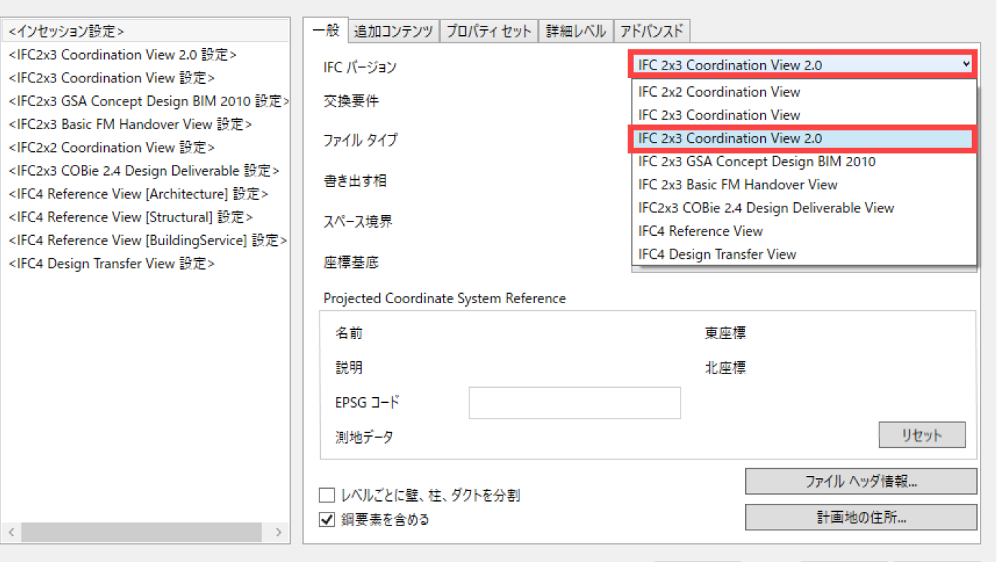 <インセッション設定>
<IFC2x3 Coordination View 2.0 設定>
<IFC2x3 Coordination View 設定>
<IFC2x3 GSA Concept Design BIM 2010 設定>
<IFC2x3 Basic FM Handover View 設定>
<IFC2x2 Coordination View 設定>
<IFC2x3 COBie 2.4 Design Deliverable 設定>
<IFC4 Reference View [Architecture] 設定>
<IFC4 Reference View [Structural] 設定>
<IFC4 Reference View [BuildingService] 設定>
<IFC4 Design Transfer View 設定>
一般 追加コンテンツ プロパティ セット 詳細レベル アドバンスド
IFC バージョン
IFC 2x3 Coordination View 2.0
IFC 2x2 Coordination View
IFC 2x3 Coordination View
IFC 2x3 Coordination View 2.0
IFC 2x3 GSA Concept Design BIM 2010
IFC 2x3 Basic FM Handover View
IFC2x3 COBie 2.4 Design Deliverable View
IFC4 Reference View
IFC4 Design Transfer View
交換要件
ファイル タイプ
書き出す相
スペース境界
座標基底
Projected Coordinate System Reference
名前 東座標
説明 北座標
EPSG コード
測地データ
リセット
ファイル ヘッダ情報...
レベルごとに壁、柱、ダクトを分割
鋼要素を含める
計画地の住所...